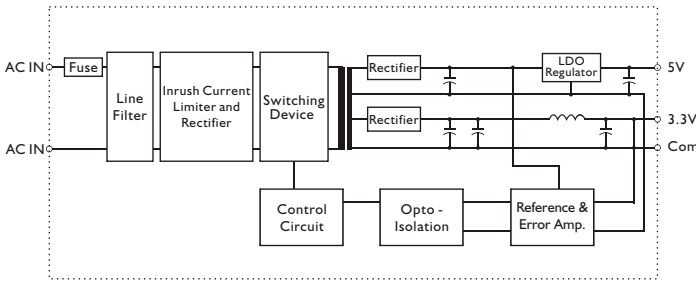 AC IN
Fuse
Line
Filter
Inrush Current
Limiter and
Rectifier
Switching
Device
Rectifier
LDO
Regulator
5V
Rectifier
3.3V
AC IN
Com
Control
Circuit
Opto -
Isolation
Reference &
Error Amp.